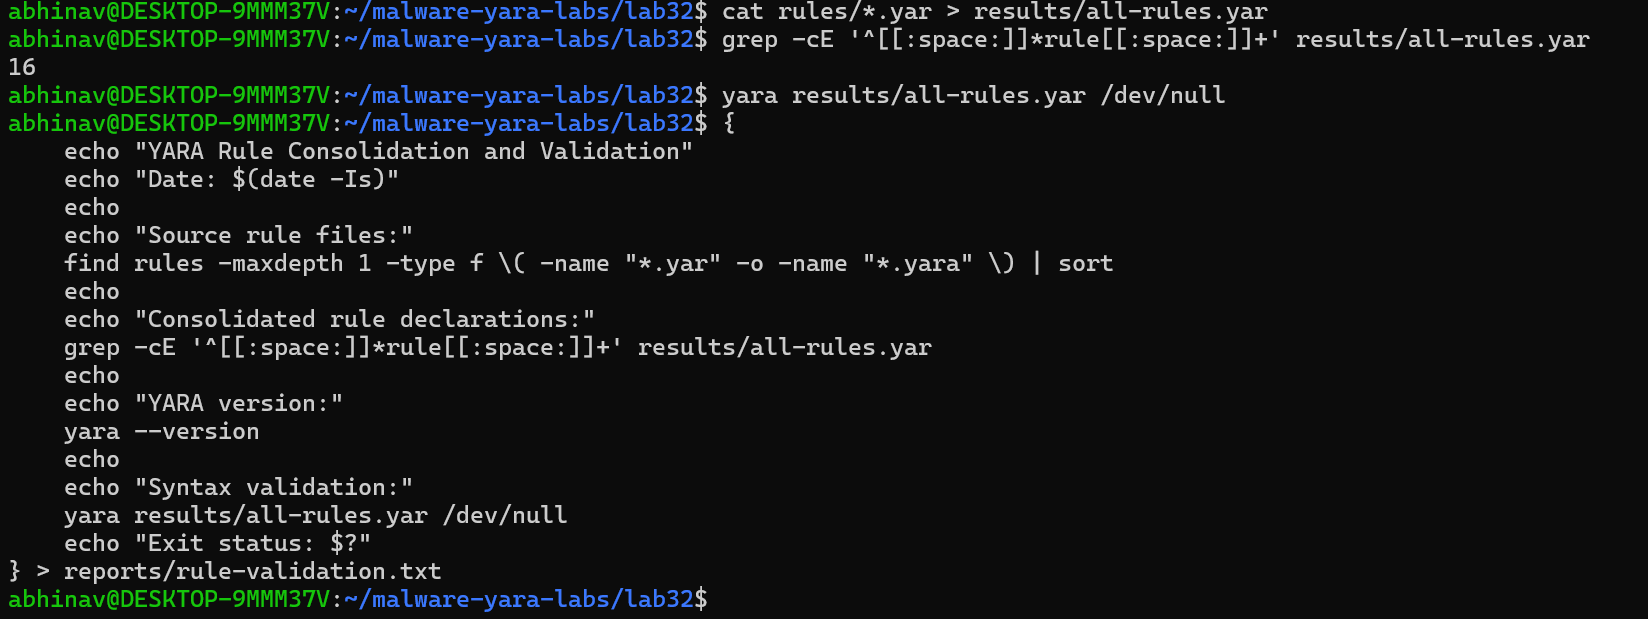 abhinav@DESKTOP-9MMM37V:~/malware-yara-labs/lab32$ cat rules/*.yar > results/all-rules.yar
abhinav@DESKTOP-9MMM37V:~/malware-yara-labs/lab32$ grep -cE '^[[:space:]]*rule[[:space:]]+' results/all-rules.yar
16
abhinav@DESKTOP-9MMM37V:~/malware-yara-labs/lab32$ yara results/all-rules.yar /dev/null
abhinav@DESKTOP-9MMM37V:~/malware-yara-labs/lab32$ {
    echo "YARA Rule Consolidation and Validation"
    echo "Date: $(date -Is)"
    echo
    echo "Source rule files:"
    find rules -maxdepth 1 -type f \( -name "*.yar" -o -name "*.yara" \) | sort
    echo
    echo "Consolidated rule declarations:"
    grep -cE '^[[:space:]]*rule[[:space:]]+' results/all-rules.yar
    echo
    echo "YARA version:"
    yara --version
    echo
    echo "Syntax validation:"
    yara results/all-rules.yar /dev/null
    echo "Exit status: $?"
} > reports/rule-validation.txt
abhinav@DESKTOP-9MMM37V:~/malware-yara-labs/lab32$